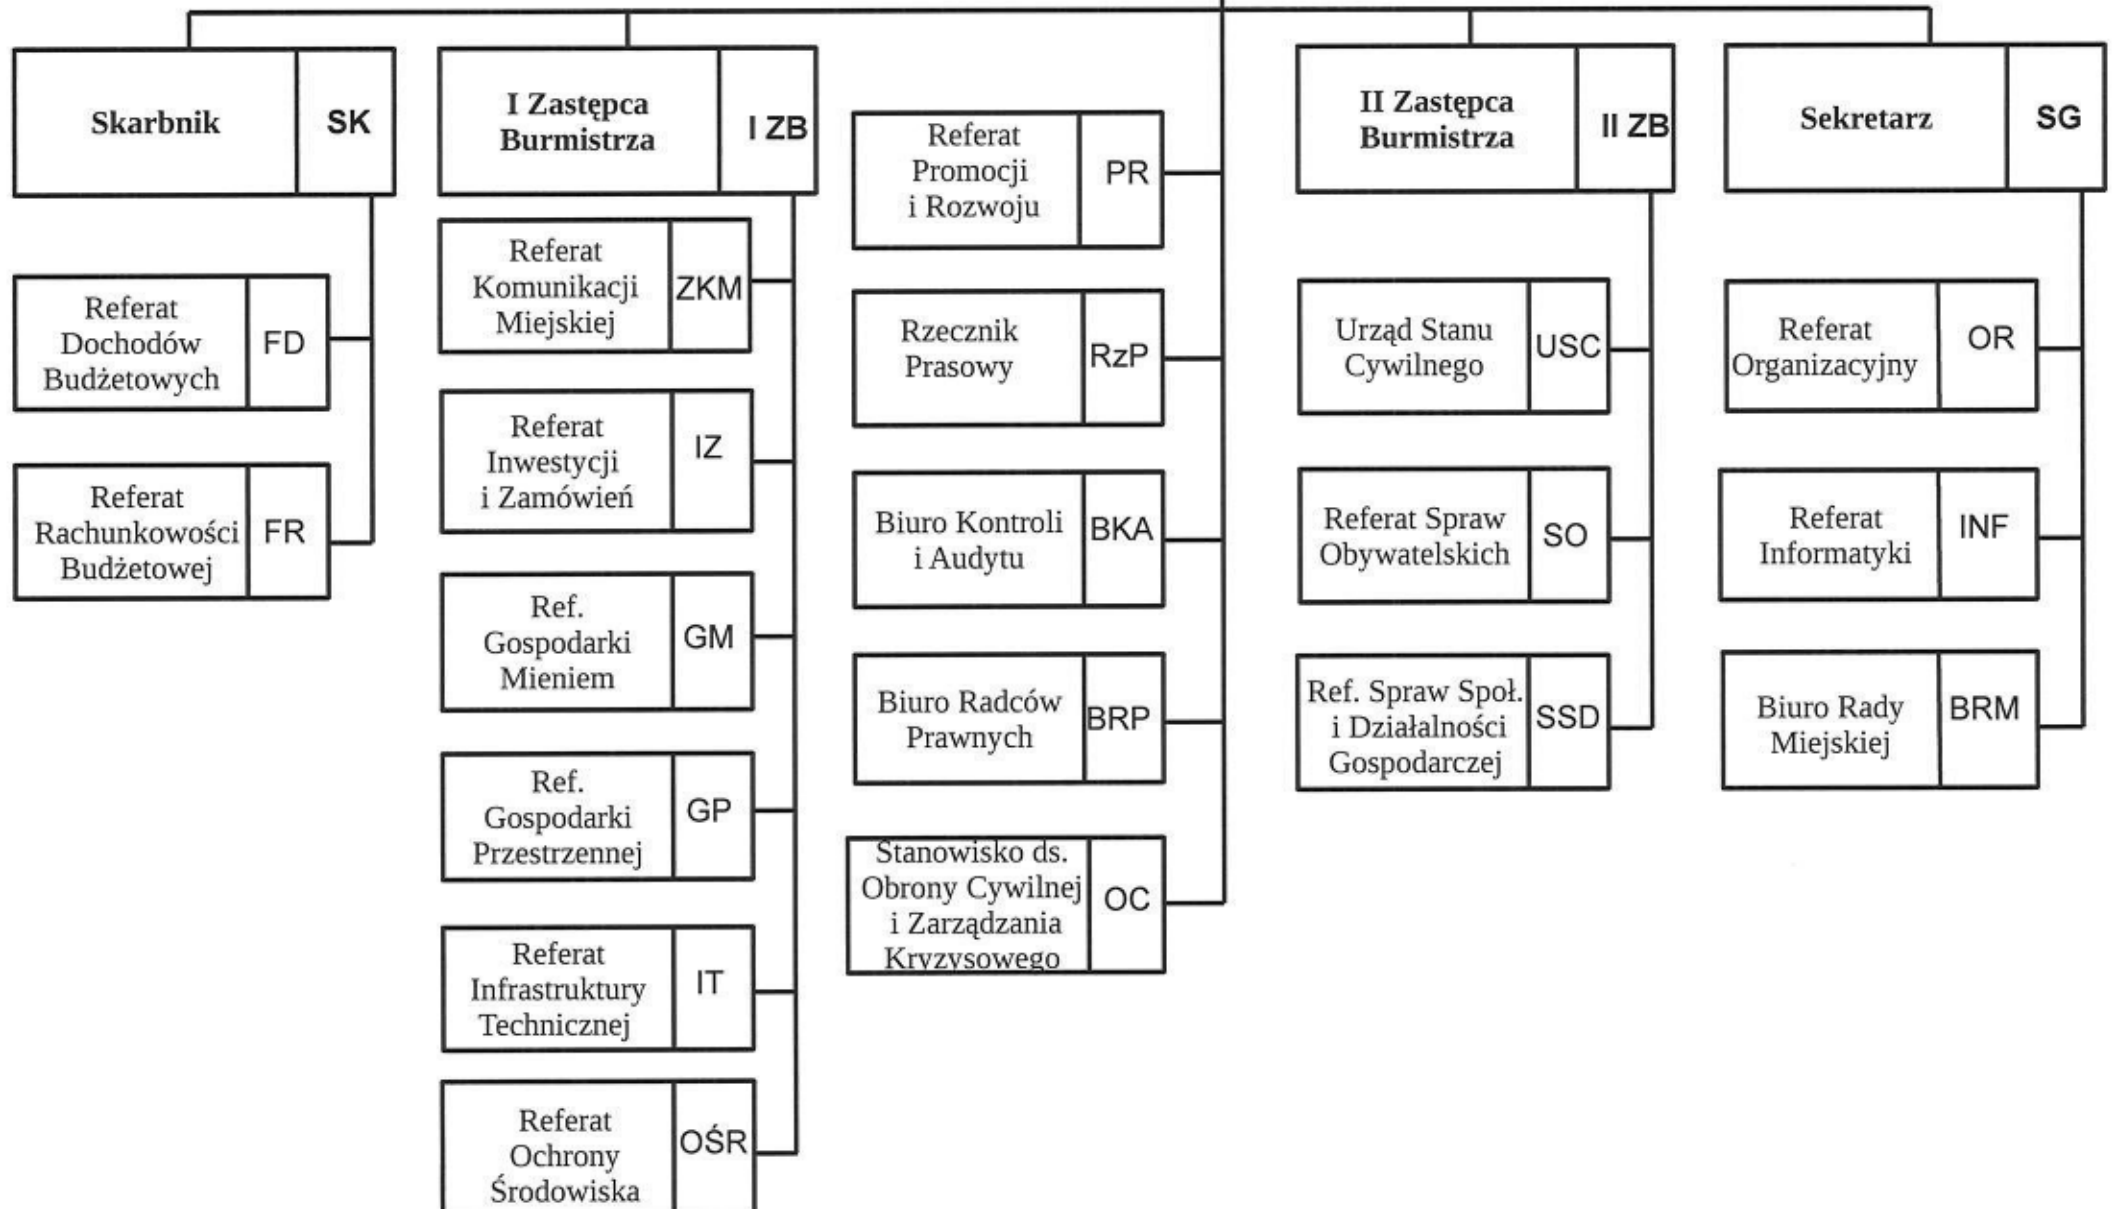 Skarbnik
SK
I Zastępca
Burmistrza
I ZB
II Zastępca
Burmistrza
II ZB
Sekretarz
SG
Referat
Dochodów
Budżetowych
FD
Referat
Rachunkowości
Budżetowej
FR
Referat
Komunikacji
Miejskiej
ZKM
Referat
Inwestycji
i Zamówień
IZ
Ref.
Gospodarki
Mieniem
GM
Ref.
Gospodarki
Przestrzennej
GP
Referat
Infrastruktury
Technicznej
IT
Referat
Ochrony
Środowiska
OŚR
Referat
Promocji
i Rozwoju
PR
Rzecznik
Prasowy
RzP
Biuro Kontroli
i Audytu
BKA
Biuro Radców
Prawnych
BRP
Stanowisko ds.
Obrony Cywilnej
i Zarządzania
Kryzysowego
OC
Urząd Stanu
Cywilnego
USC
Referat Spraw
Obywatelskich
SO
Ref. Spraw Społ.
i Działalności
Gospodarczej
SSD
Referat
Organizacyjny
OR
Referat
Informatyki
INF
Biuro Rady
Miejskiej
BRM